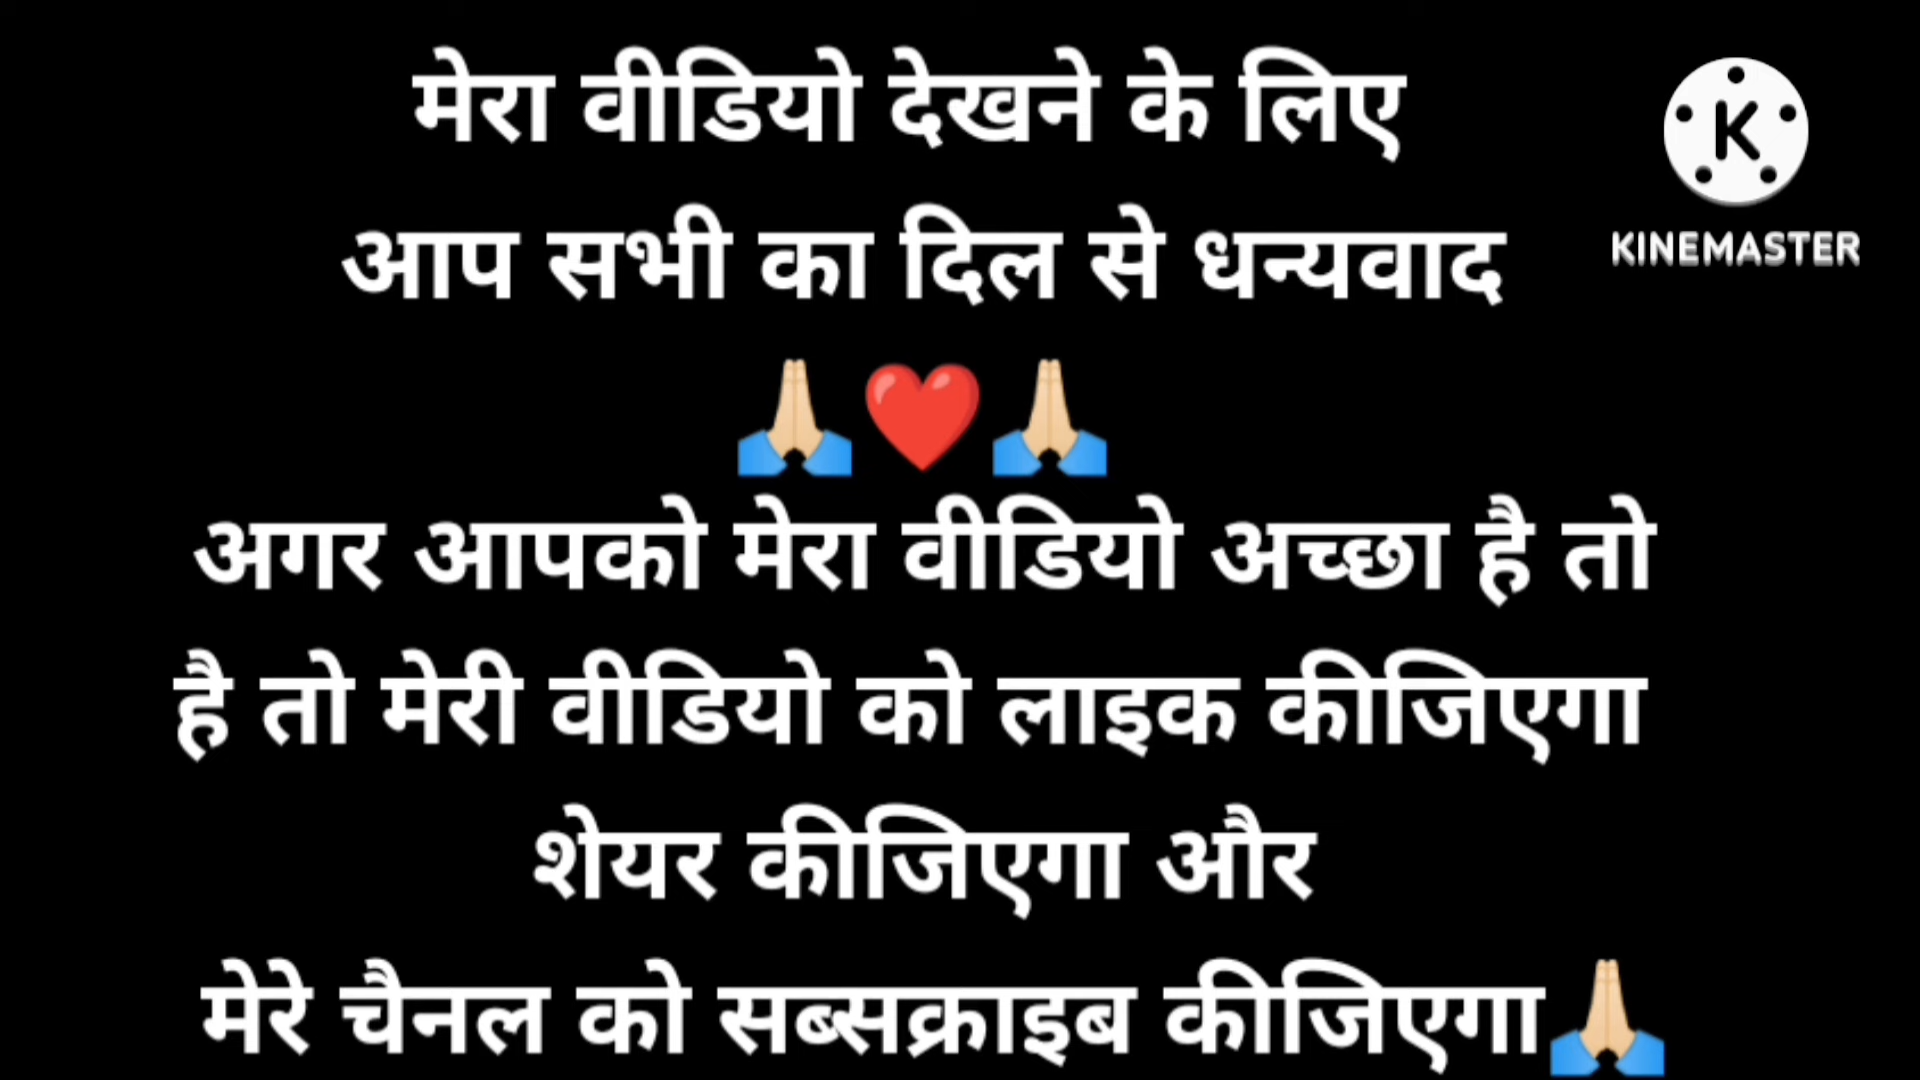 मेरा वीडियो देखने के लिए
आप सभी का दिल से धन्यवाद
🙏🏻❤️🙏🏻
अगर आपको मेरा वीडियो अच्छा है तो
है तो मेरी वीडियो को लाइक कीजिएगा
शेयर कीजिएगा और
मेरे चैनल को सब्सक्राइब कीजिएगा🙏🏻
K
KINEMASTER